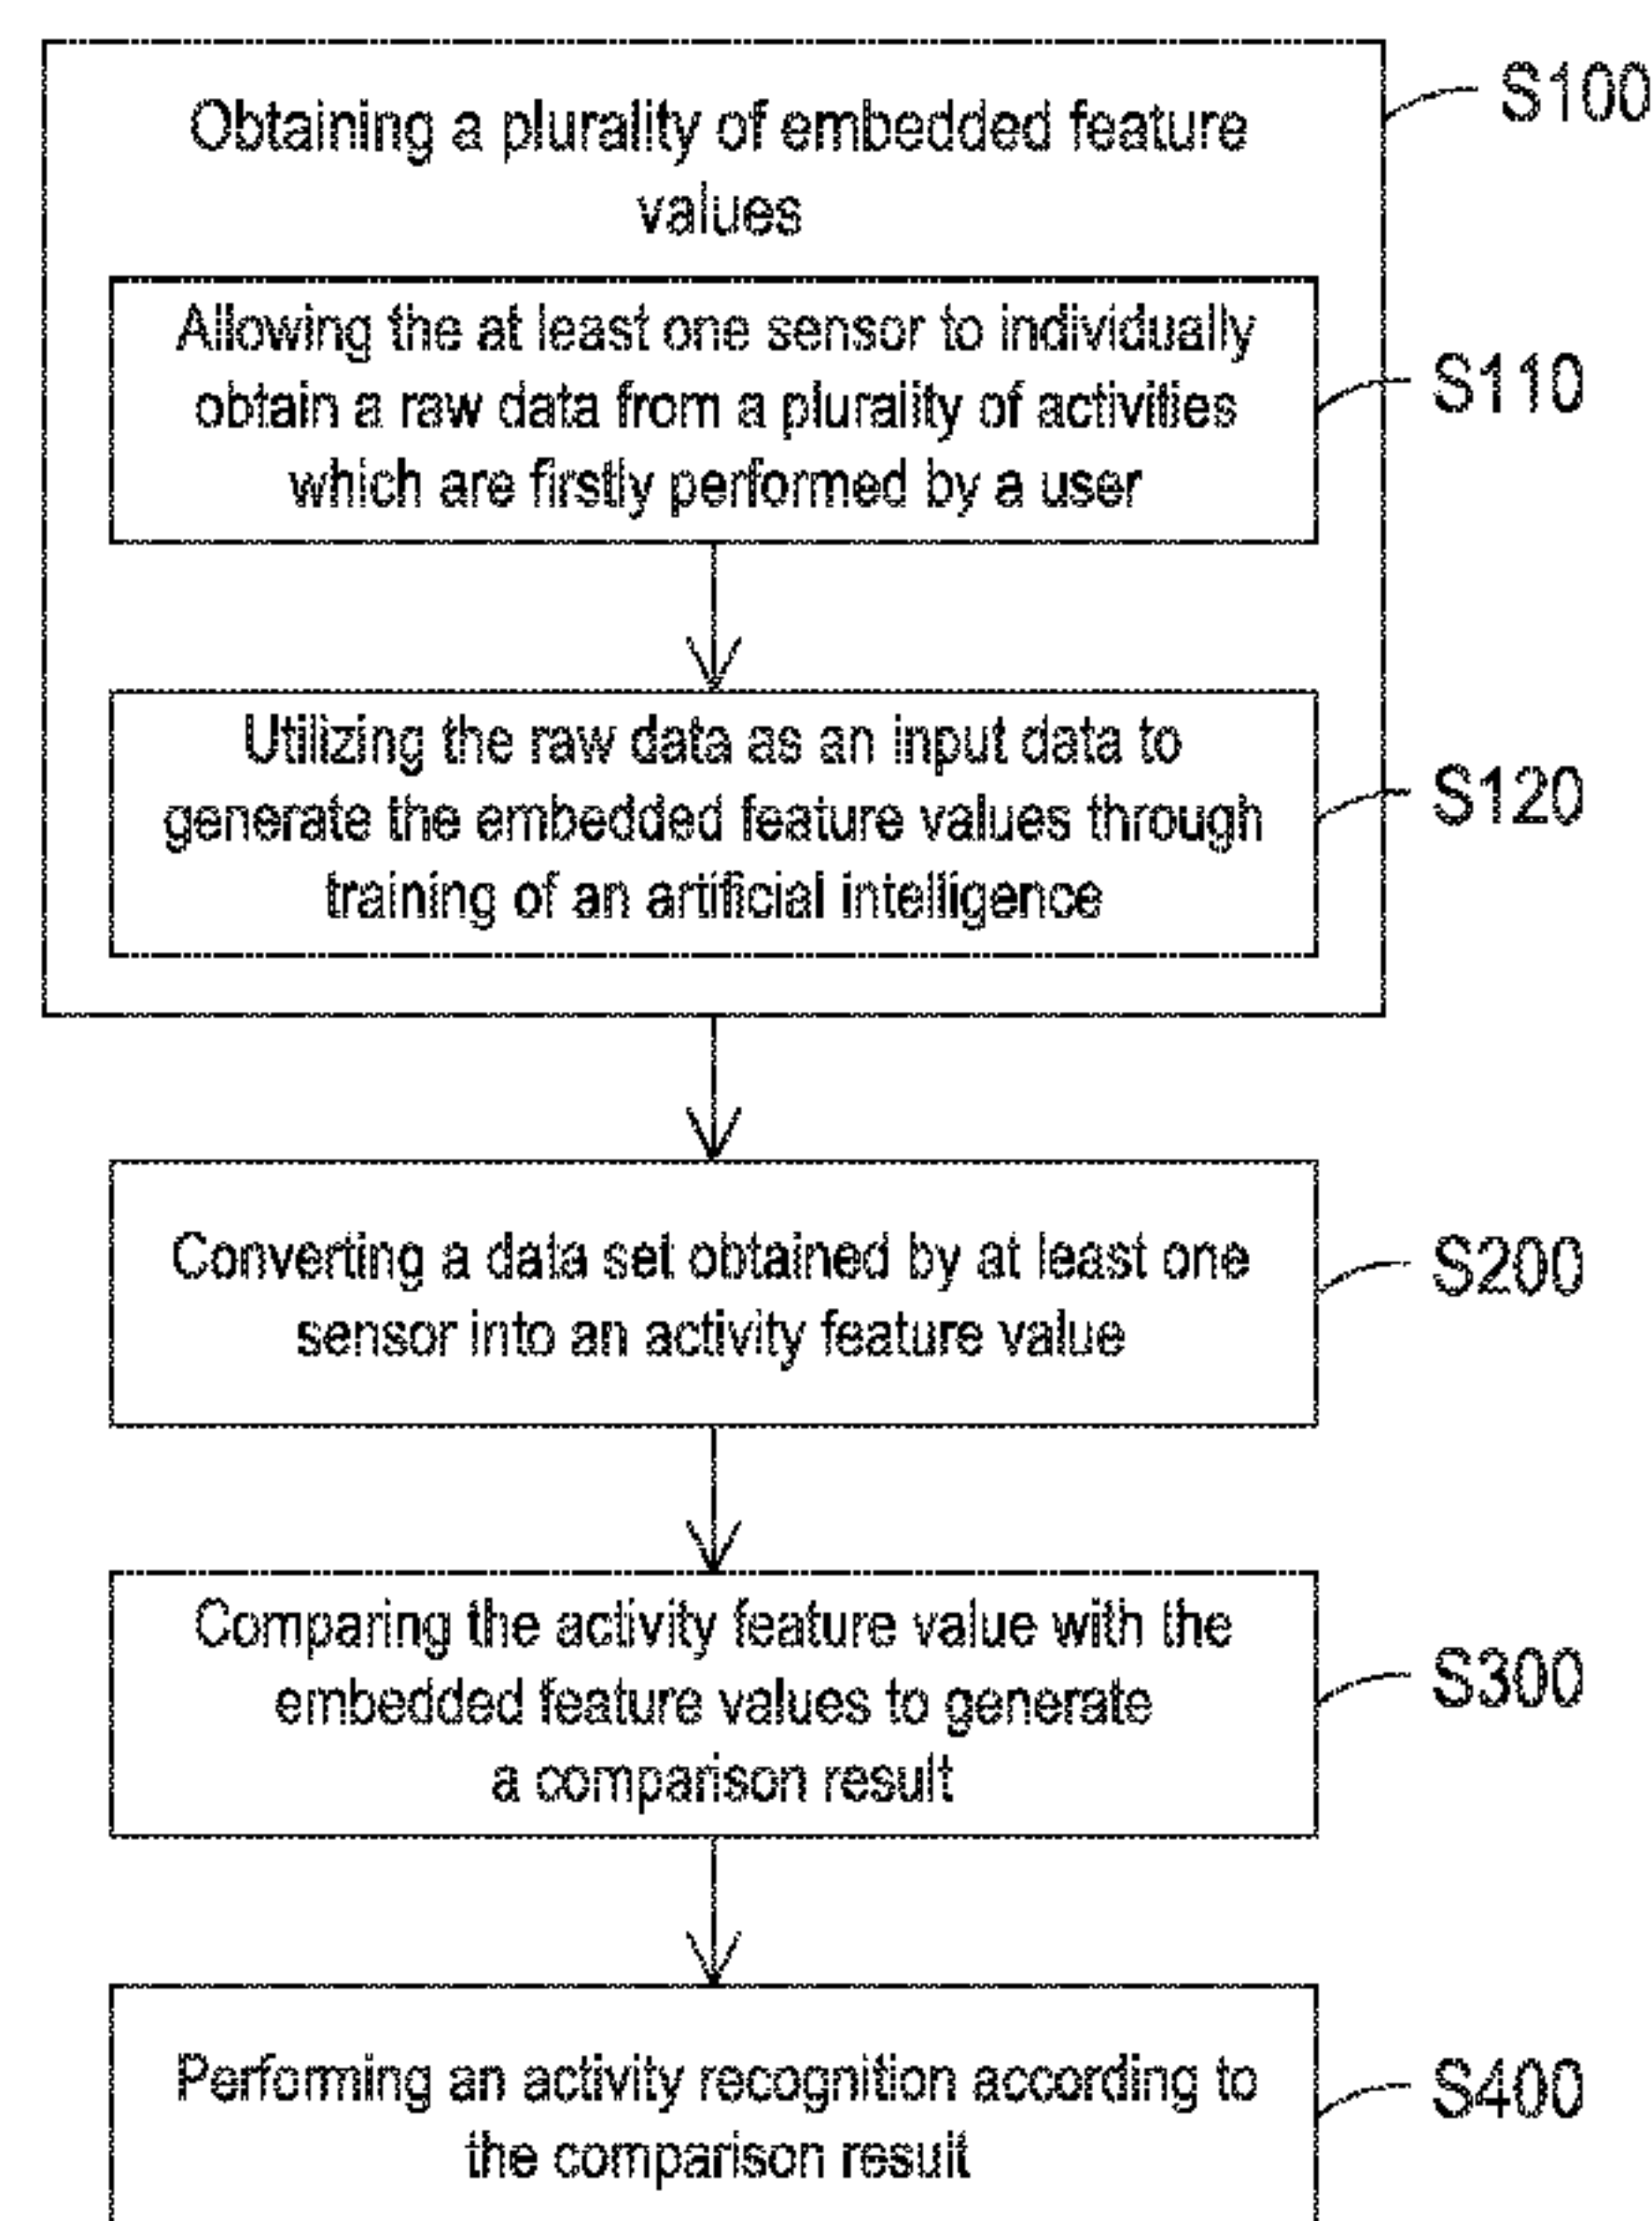 Obtaining a plurality of embedded feature
values
S100
Allowing the at least one sensor to individually
obtain a raw data from a plurality of activities
which are firstly performed by a user
S110
Utilizing the raw data as an input data to
generate the embedded feature values through
training of an artificial intelligence
S120
Converting a data set obtained by at least one
sensor into an activity feature value
S200
Comparing the activity feature value with the
embedded feature values to generate
a comparison result
S300
Performing an activity recognition according to
the comparison result
S400